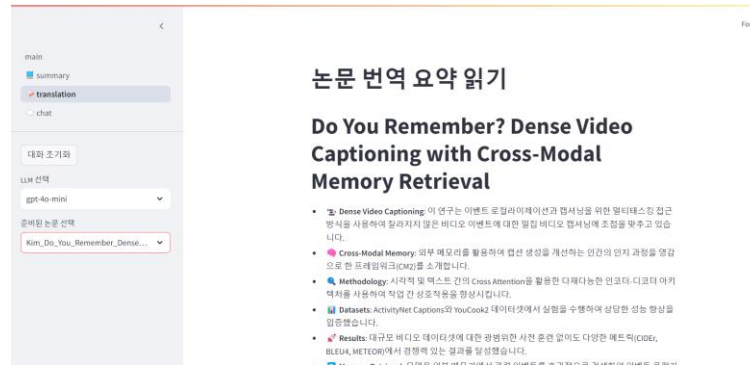 For
main
summary
translation
chat
대화 초기화
LLM 선택
gpt-4o-mini
준비된 논문 선택
Kim_Do_You_Remember_Dense...
논문 번역 요약 읽기
Do You Remember? Dense Video
Captioning with Cross-Modal
Memory Retrieval
Dense Video Captioning: 이 연구는 이벤트 로컬라이제이션과 캡셔닝을 위한 멀티태스킹 접근
방식을 사용하여 잘라지지 않은 비디오 이벤트에 대한 밀집 비디오 캡셔닝에 초점을 맞추고 있습
니다.
Cross-Modal Memory: 외부 메모리를 활용하여 캡션 생성을 개선하는 인간의 인지 과정을 영감
으로 한 프레임워크(CM2)를 소개합니다.
Methodology: 시각적 및 텍스트 간의 Cross Attention을 활용한 다재다능한 인코더-디코더 아키
텍처를 사용하여 작업 간 상호작용을 향상시킵니다.
Datasets: ActivityNet Captions와 YouCook2 데이터셋에서 실험을 수행하여 상당한 성능 향상을
입증했습니다.
Results: 대규모 비디오 데이터셋에 대한 광범위한 사전 훈련 없이도 다양한 메트릭(CIDEr,
BLEU4, METEOR)에서 경쟁력 있는 결과를 달성했습니다.